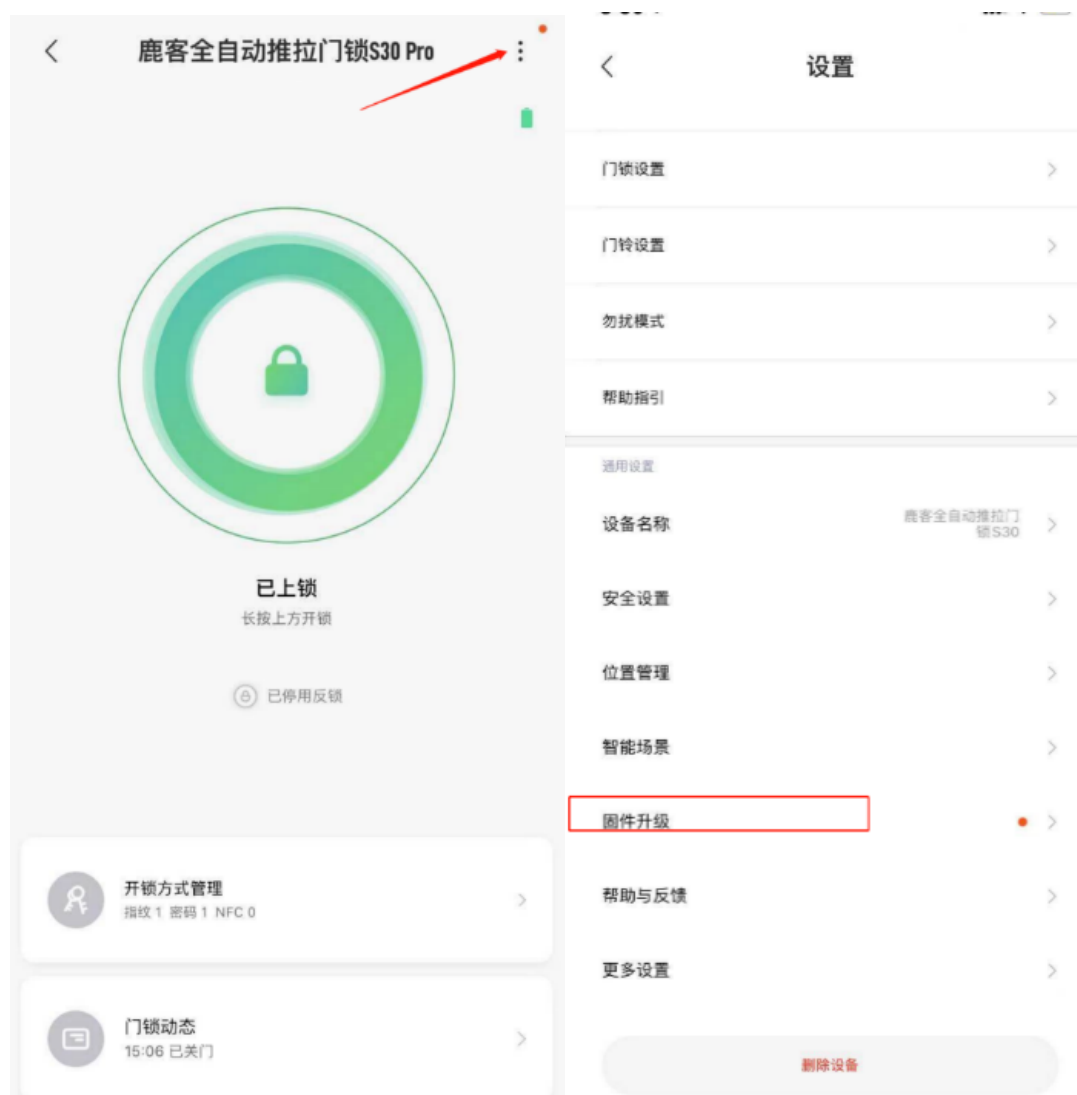 鹿客全自动推拉门锁S30 Pro
已上锁
长按上方开锁
已停用反锁
开锁方式管理
指纹 1 密码 1 NFC 0
门锁动态
15:06 已关门
设置
门锁设置
门铃设置
勿扰模式
帮助指引
通用设置
设备名称
鹿客全自动推拉门
锁S30
安全设置
位置管理
智能场景
固件升级
帮助与反馈
更多设置
删除设备